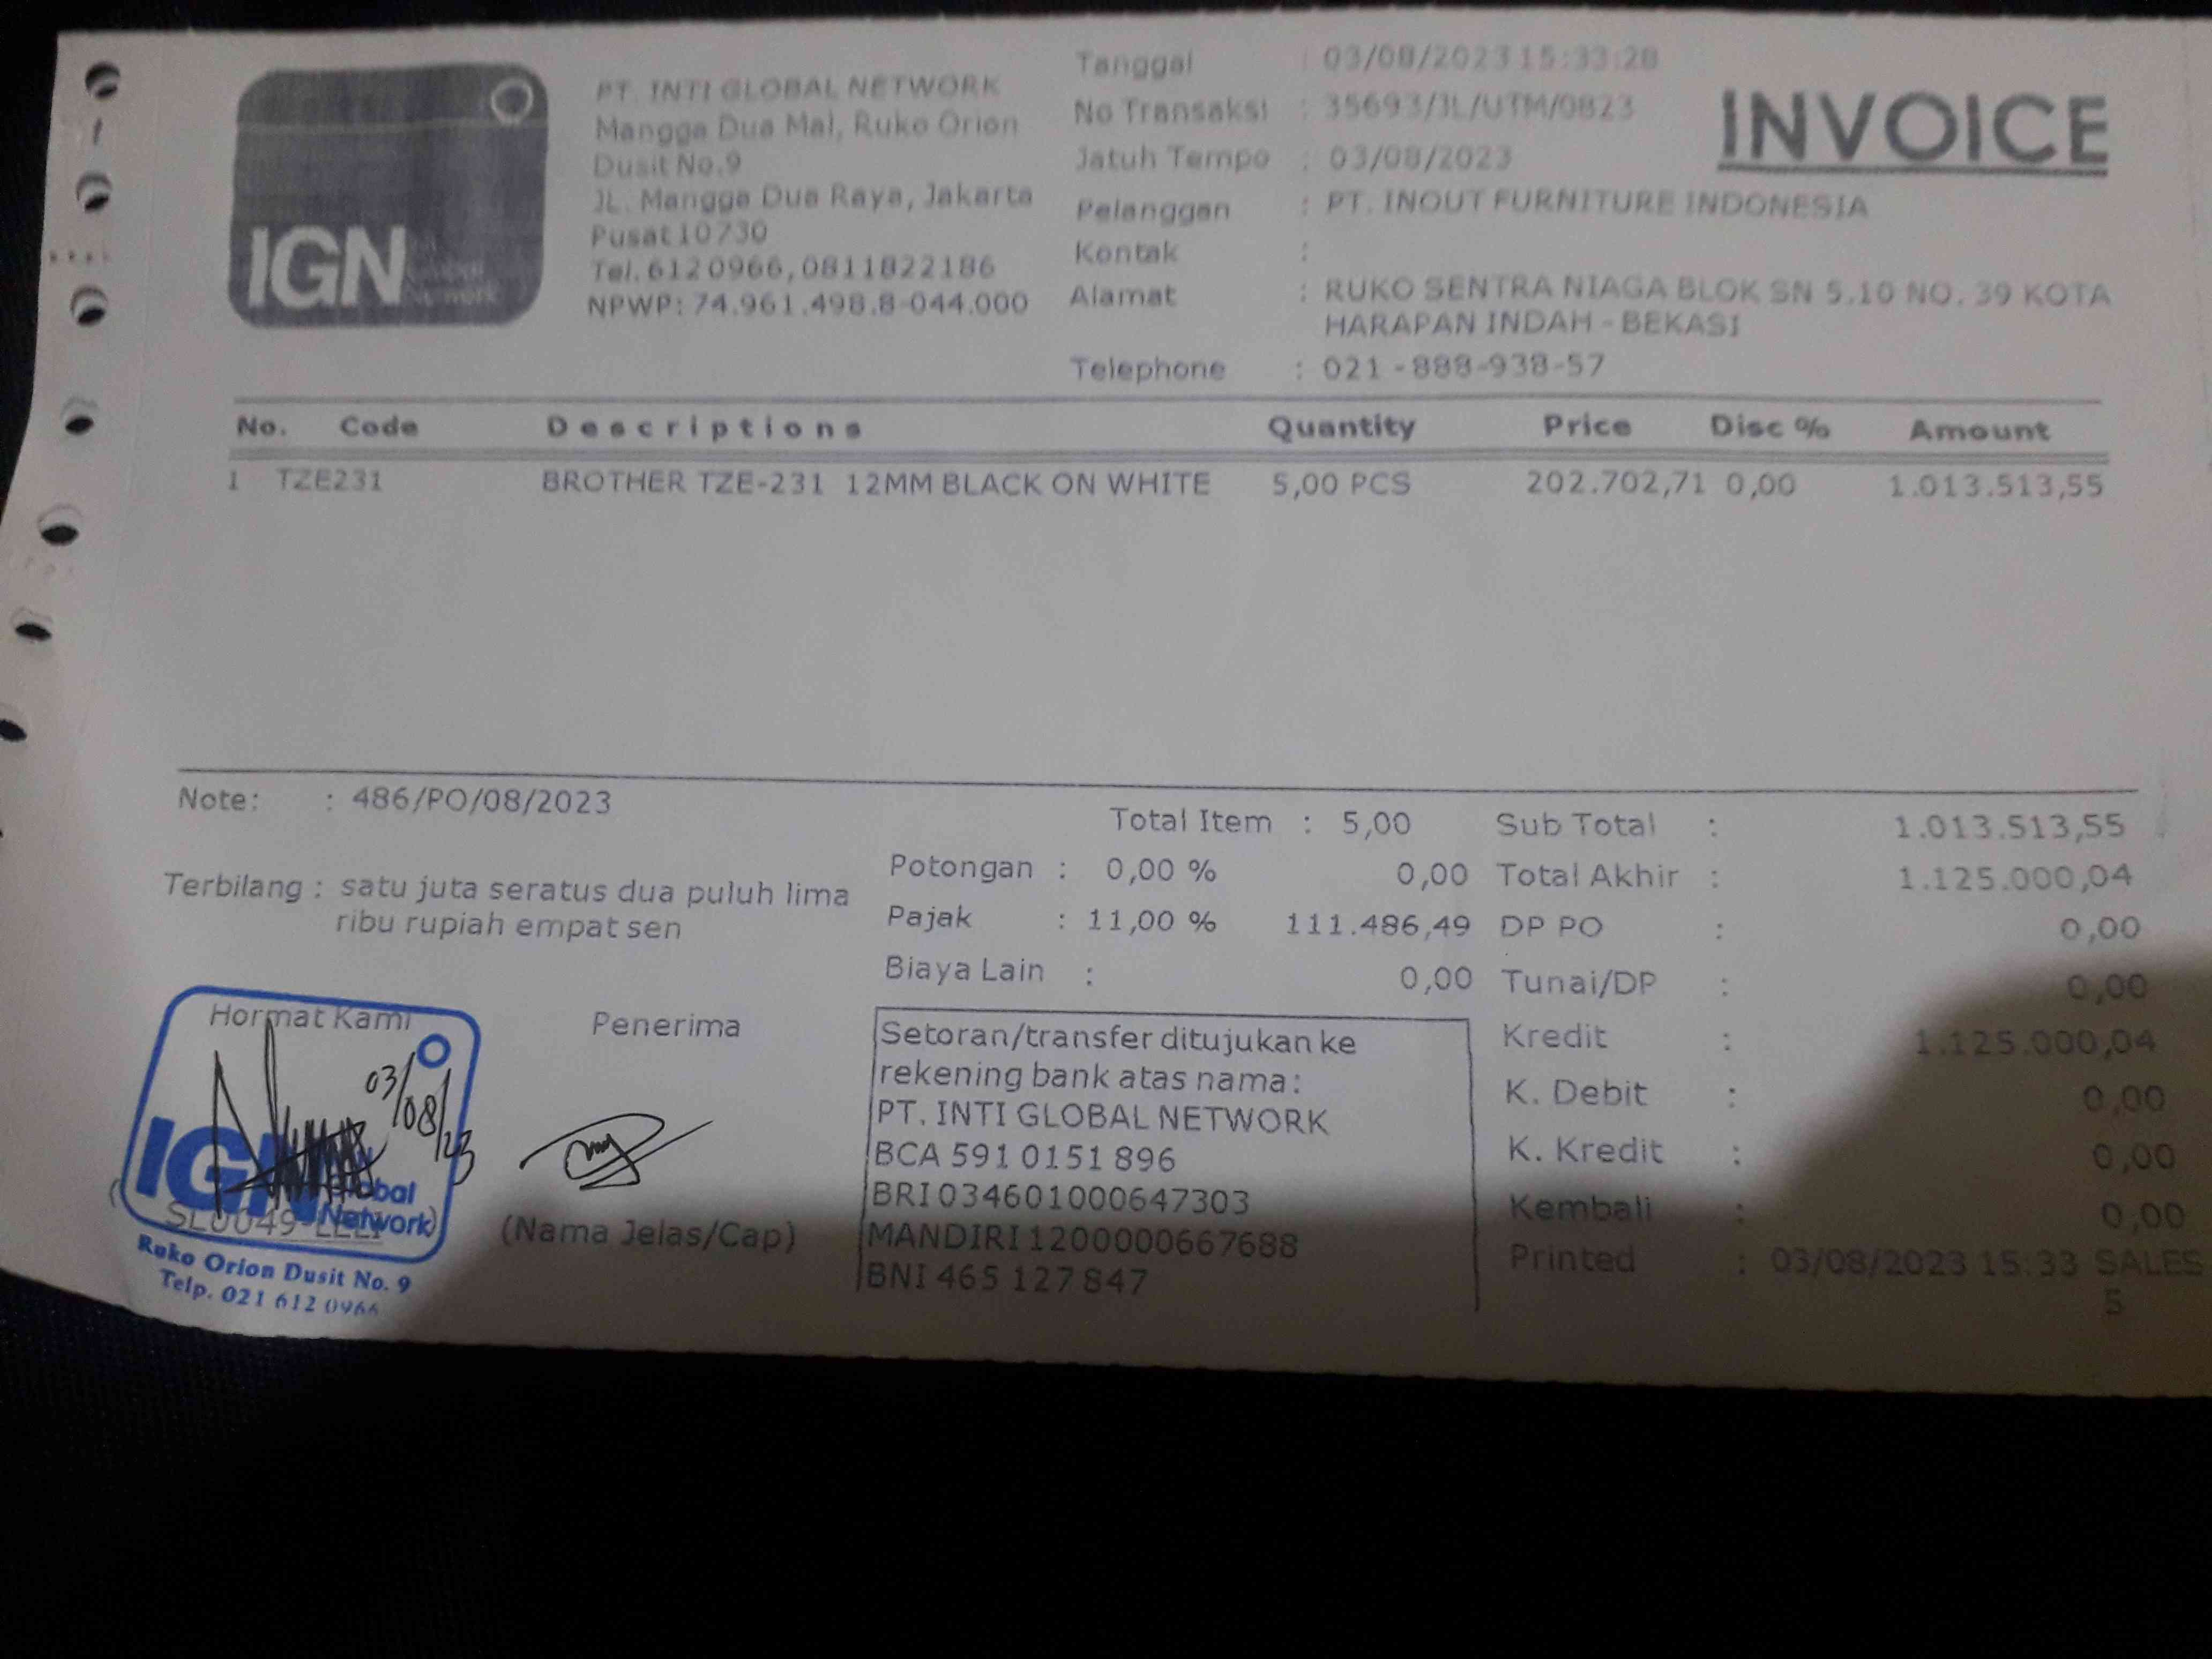 IGN Global Network
PT. INTI GLOBAL NETWORK
Mangga Dua Mal, Ruko Orion
Dusit No.9
JL. Mangga Dua Raya, Jakarta
Pusat 10730
Tel. 6120966, 0811822186
NPWP: 74.961.498.8-044.000
Tanggal : 03/08/2023 15:33:28
No Transaksi : 35693/JL/UTM/0823
Jatuh Tempo : 03/08/2023
Pelanggan : PT. INOUT FURNITURE INDONESIA
Kontak :
Alamat : RUKO SENTRA NIAGA BLOK SN 5.10 NO. 39 KOTA
HARAPAN INDAH - BEKASI
Telephone : 021 - 888-938-57
INVOICE
No. Code Descriptions Quantity Price Disc % Amount
1 TZE231 BROTHER TZE-231 12MM BLACK ON WHITE 5,00 PCS 202.702,71 0,00 1.013.513,55
Note: : 486/PO/08/2023
Terbilang : satu juta seratus dua puluh lima
ribu rupiah empat sen
Total Item : 5,00
Potongan : 0,00 % 0,00
Pajak : 11,00 % 111.486,49
Biaya Lain : 0,00
Sub Total : 1.013.513,55
Total Akhir : 1.125.000,04
DP PO : 0,00
Tunai/DP : 0,00
Kredit : 1.125.000,04
K. Debit : 0,00
K. Kredit : 0,00
Kembali : 0,00
Printed : 03/08/2023 15:33 SALES
5
Hormat Kami
03/08/23
IGN Global
Network
Ruko Orion Dusit No. 9
Telp. 021 612 0966
Penerima
(Nama Jelas/Cap)
Setoran/transfer ditujukan ke
rekening bank atas nama:
PT. INTI GLOBAL NETWORK
BCA 591 0151 896
BRI 034601000647303
MANDIRI 1200000667688
BNI 465 127 847